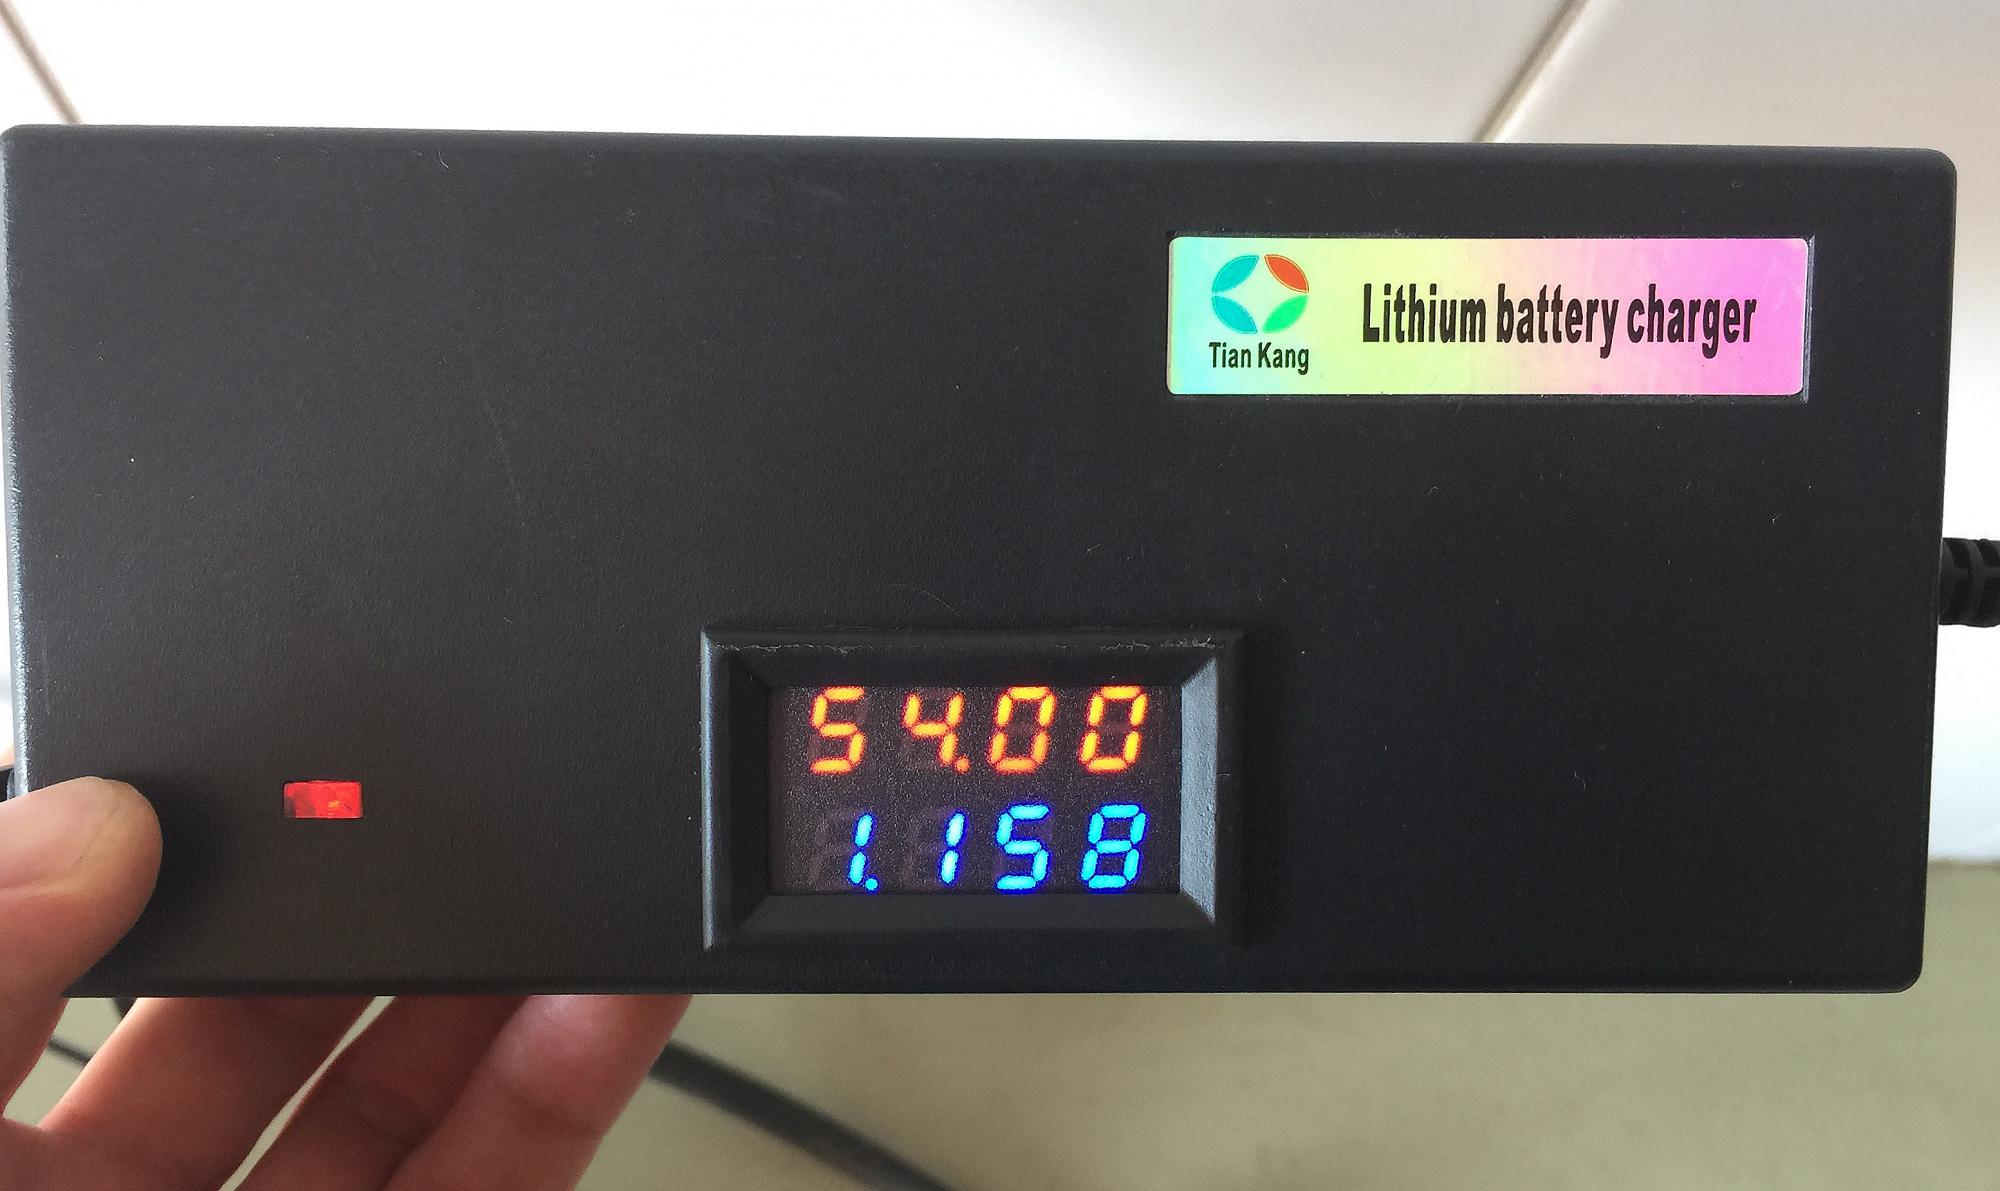 Lithium battery charger
Tian Kang
54.00
1.158